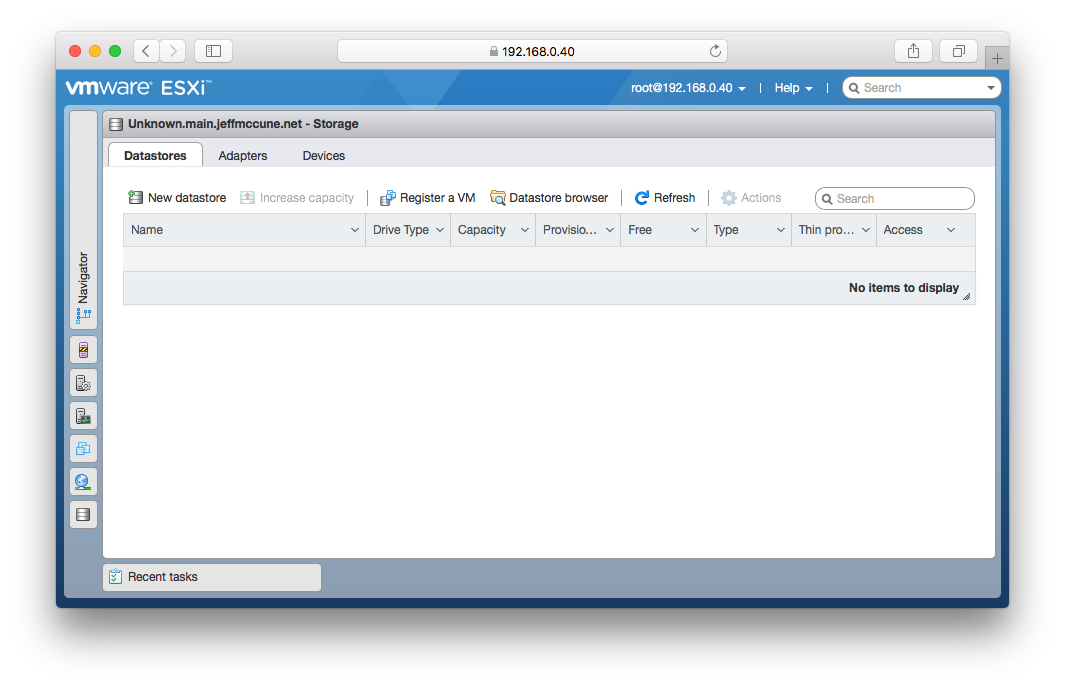 192.168.0.40
vmware® ESXi™
root@192.168.0.40 | Help | Search
Unknown.main.jeffmccune.net - Storage
Datastores Adapters Devices
New datastore Increase capacity | Register a VM Datastore browser | Refresh | Actions Search
Name Drive Type Capacity Provisio... Free Type Thin pro... Access
No items to display
Navigator
Recent tasks